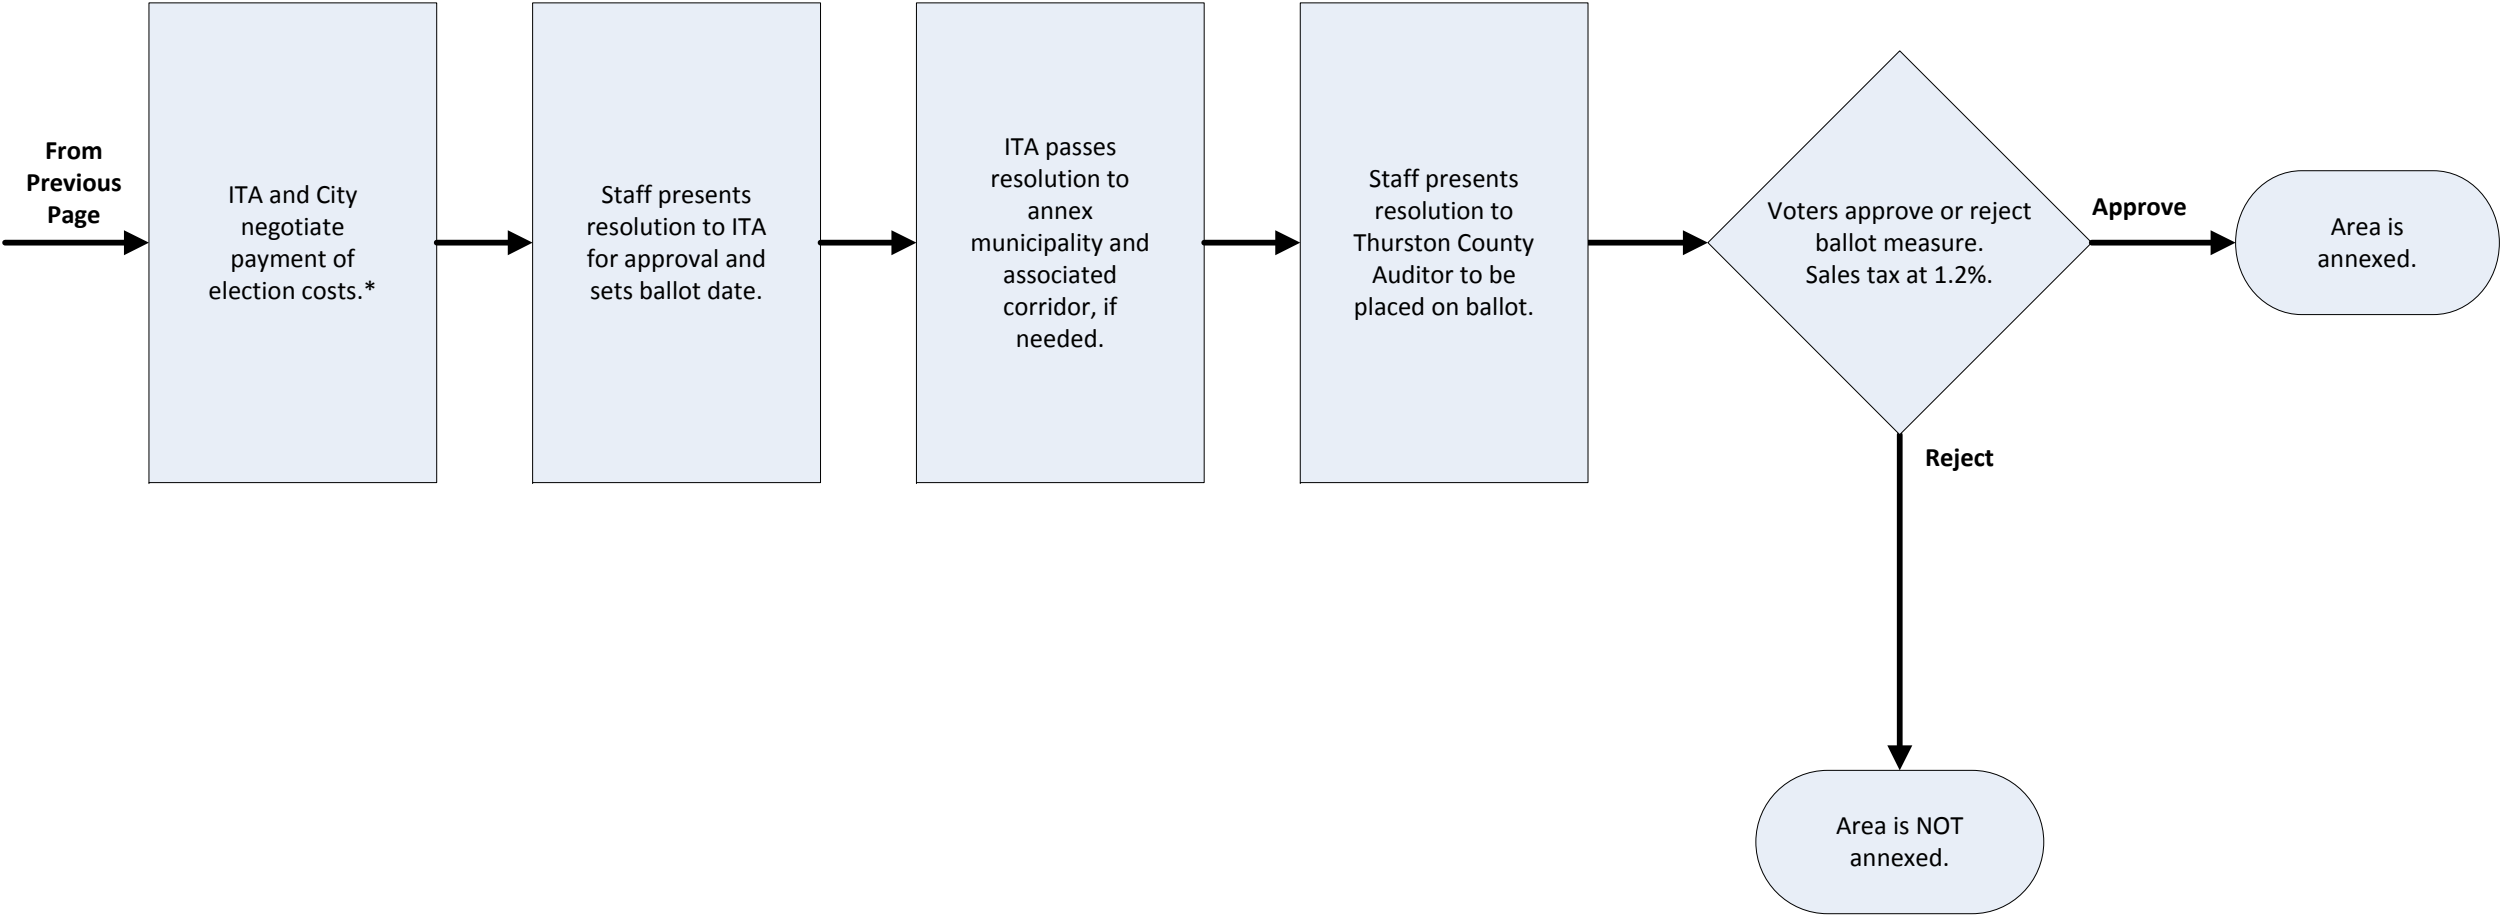 From
Previous
Page
ITA and City
negotiate
payment of
election costs.*
Staff presents
resolution to ITA
for approval and
sets ballot date.
ITA passes
resolution to
annex
municipality and
associated
corridor, if
needed.
Staff presents
resolution to
Thurston County
Auditor to be
placed on ballot.
Voters approve or reject
ballot measure.
Sales tax at 1.2%.
Approve
Area is
annexed.
Reject
Area is NOT
annexed.